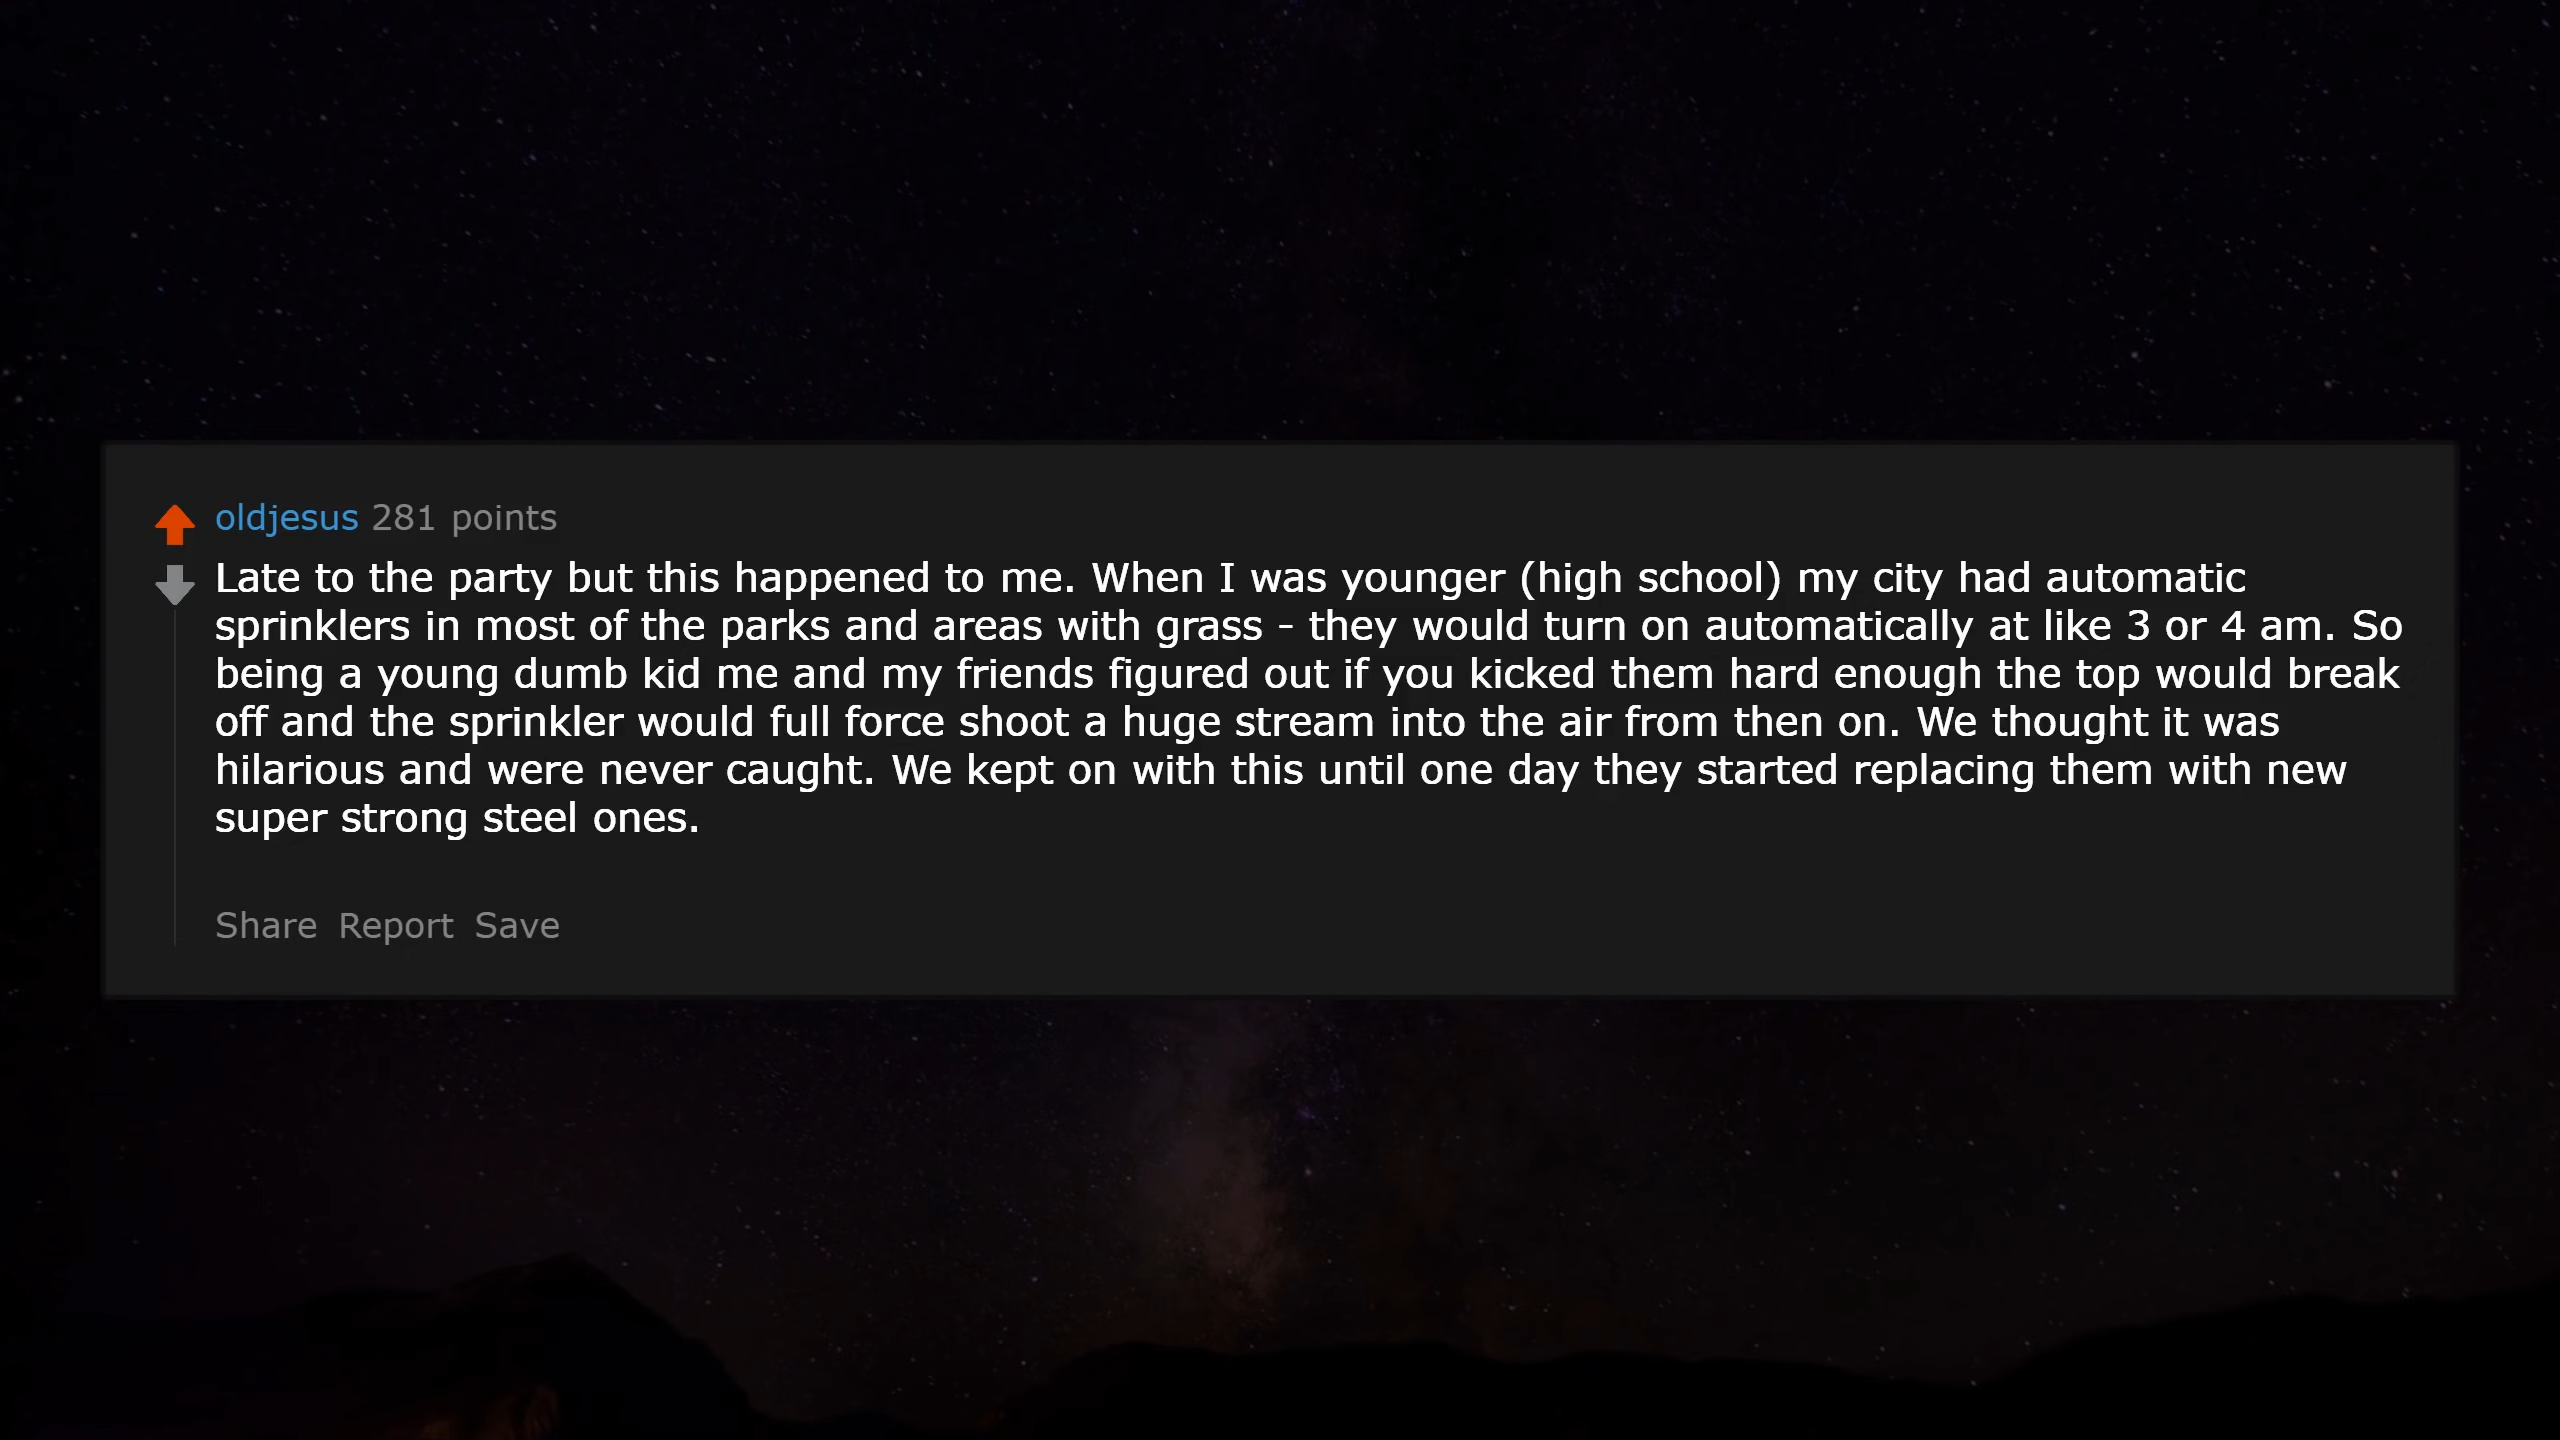 oldjesus 281 points
Late to the party but this happened to me. When I was younger (high school) my city had automatic
sprinklers in most of the parks and areas with grass - they would turn on automatically at like 3 or 4 am. So
being a young dumb kid me and my friends figured out if you kicked them hard enough the top would break
off and the sprinkler would full force shoot a huge stream into the air from then on. We thought it was
hilarious and were never caught. We kept on with this until one day they started replacing them with new
super strong steel ones.
Share Report Save